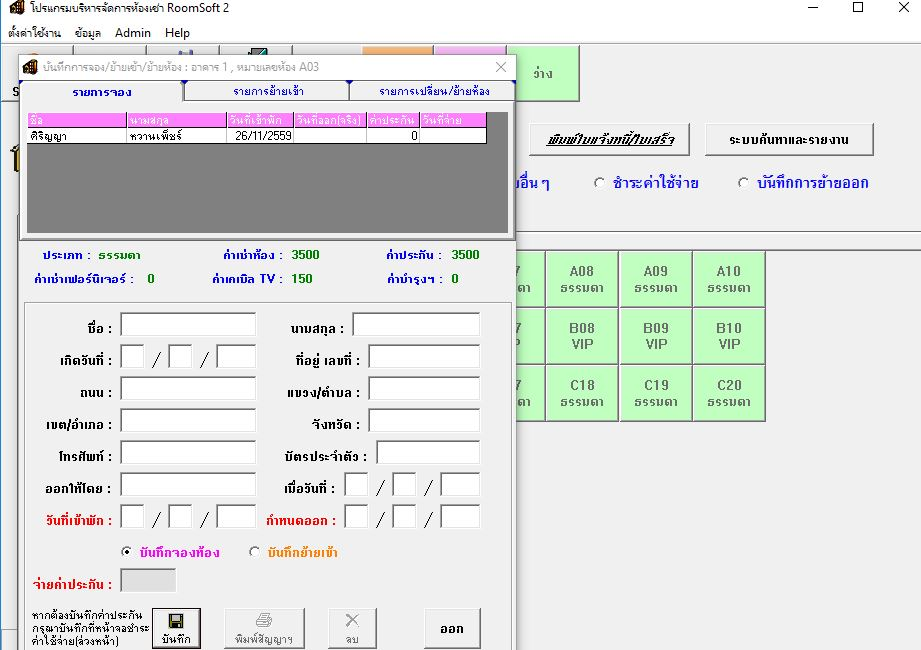 โปรแกรมบริหารจัดการห้องเช่า RoomSoft 2
ตั้งค่าใช้งาน ข้อมูล Admin Help
บันทึกการจอง/ย้ายเข้า/ย้ายห้อง : อาคาร 1 , หมายเลขห้อง A03
ว่าง
รายการจอง รายการย้ายเข้า รายการเปลี่ยน/ย้ายห้อง
ชื่อ นามสกุล วันที่เข้าพัก วันที่ออก(จริง) ค่าประกัน วันที่จ่าย
ศิริญญา หวานเพ็ชร์ 26/11/2559 0
พิมพ์ใบแจ้งหนี้/ใบเสร็จ ระบบค้นหาและรายงาน
อื่น ๆ ชำระค่าใช้จ่าย บันทึกการย้ายออก
ประเภท : ธรรมดา ค่าเช่าห้อง : 3500 ค่าประกัน : 3500
ค่าเช่าเฟอร์นิเจอร์ : 0 ค่าเคเบิล TV : 150 ค่าบำรุงฯ : 0
A08 A09 A10
ธรรมดา ธรรมดา ธรรมดา
B08 B09 B10
VIP VIP VIP
C18 C19 C20
ธรรมดา ธรรมดา ธรรมดา
ชื่อ : นามสกุล :
เกิดวันที่ : / / ที่อยู่ เลขที่ :
ถนน : แขวง/ตำบล :
เขต/อำเภอ : จังหวัด :
โทรศัพท์ : บัตรประจำตัว :
ออกให้โดย : เมื่อวันที่ : / /
วันที่เข้าพัก : / / กำหนดออก : / /
บันทึกจองห้อง บันทึกย้ายเข้า
จ่ายค่าประกัน :
หากต้องบันทึกค่าประกัน
กรุณาบันทึกที่หน้าจอชำระ
ค่าใช้จ่าย(ล่วงหน้า)
บันทึก พิมพ์สัญญาฯ ลบ ออก